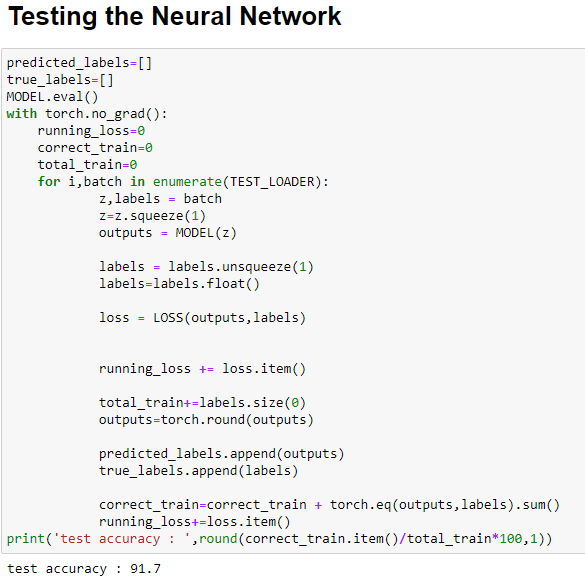 Testing the Neural Network
predicted_labels=[]
true_labels=[]
MODEL.eval()
with torch.no_grad():
    running_loss=0
    correct_train=0
    total_train=0
    for i,batch in enumerate(TEST_LOADER):
            z,labels = batch
            z=z.squeeze(1)
            outputs = MODEL(z)
            labels = labels.unsqueeze(1)
            labels=labels.float()
            loss = LOSS(outputs,labels)
            running_loss += loss.item()
            total_train+=labels.size(0)
            outputs=torch.round(outputs)
            predicted_labels.append(outputs)
            true_labels.append(labels)
            correct_train=correct_train + torch.eq(outputs,labels).sum()
            running_loss+=loss.item()
print('test accuracy : ',round(correct_train.item()/total_train*100,1))
test accuracy :  91.7